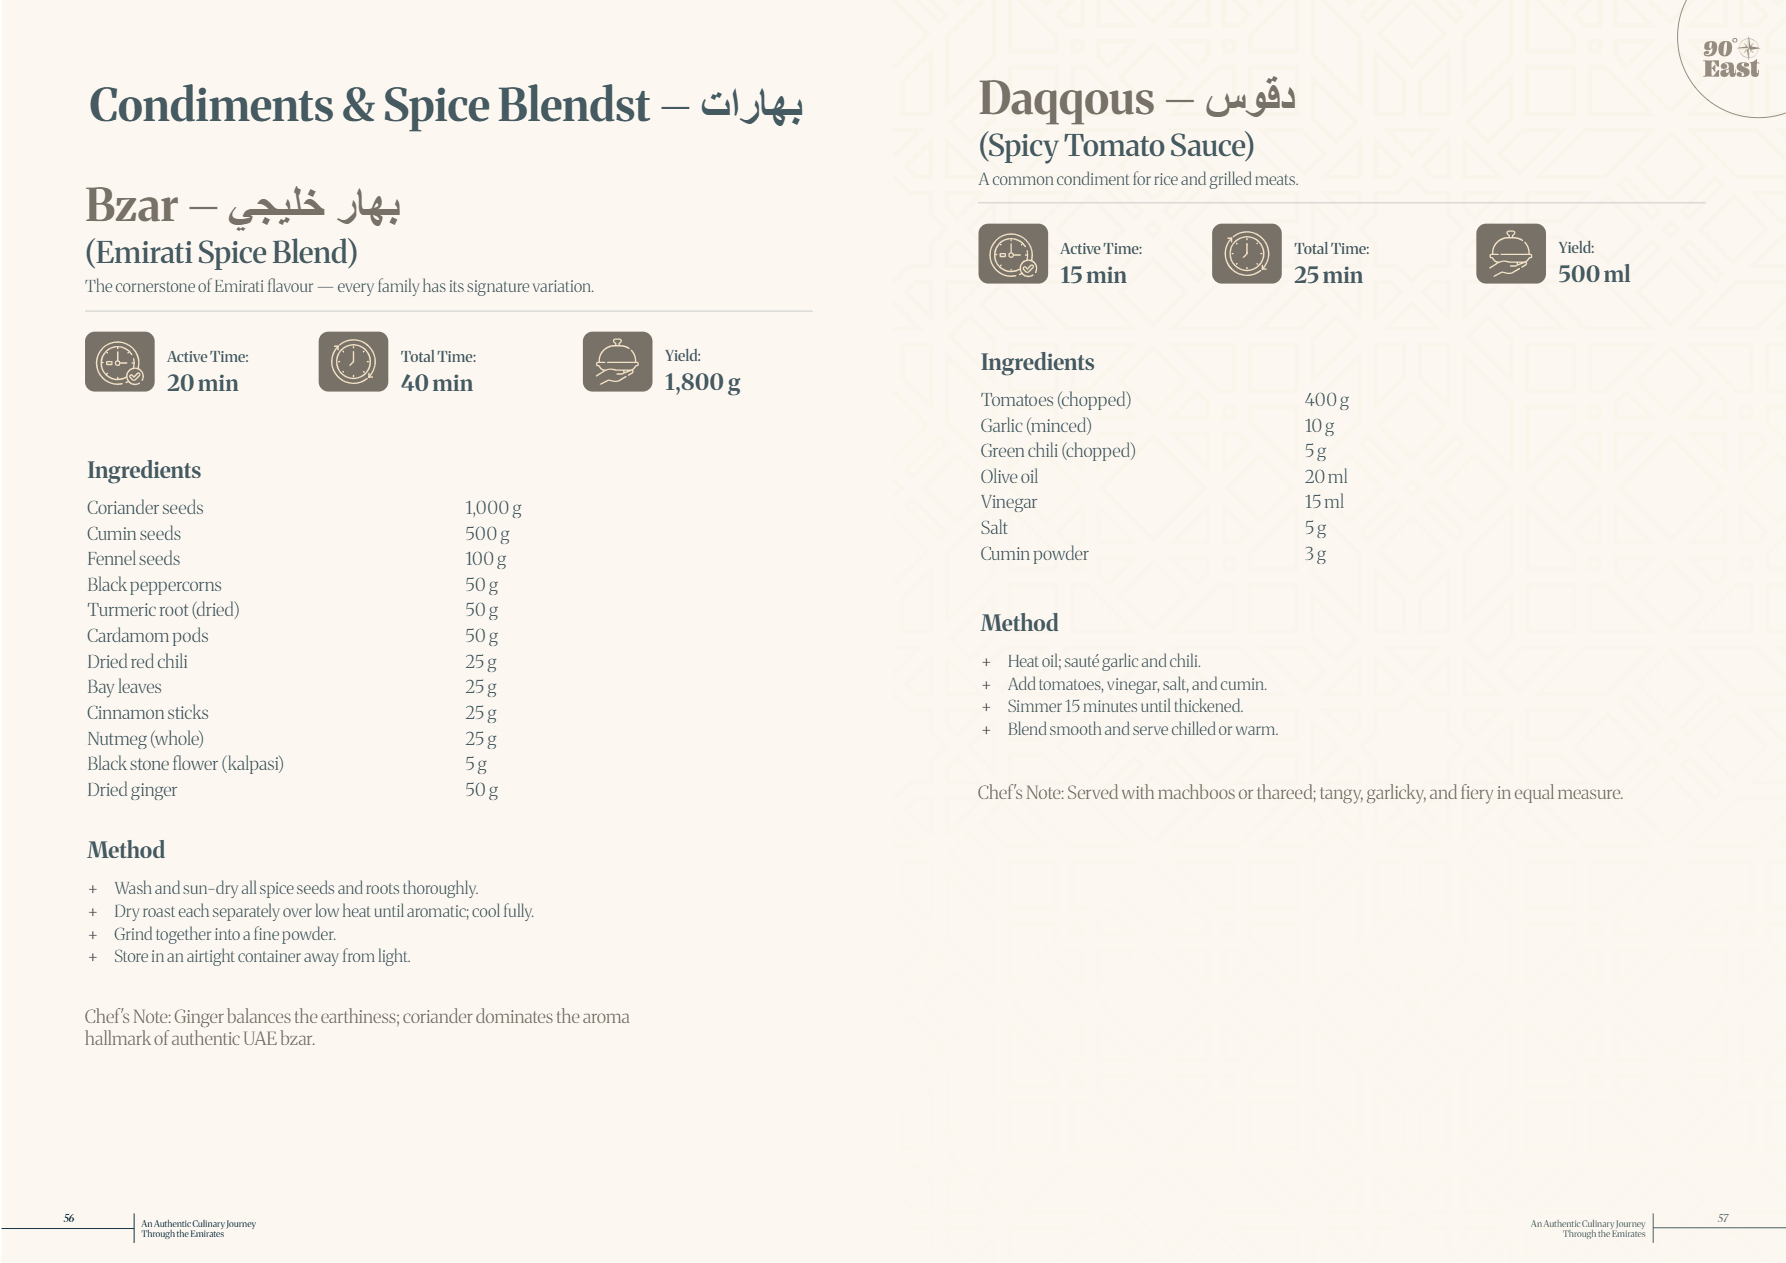 Condiments & Spice Blendst – بهارات
Bzar – بهار خليجي
(Emirati Spice Blend)
The cornerstone of Emirati flavour — every family has its signature variation.
Active Time:
20 min
Total Time:
40 min
Yield:
1,800 g
Ingredients
Coriander seeds 1,000 g
Cumin seeds 500 g
Fennel seeds 100 g
Black peppercorns 50 g
Turmeric root (dried) 50 g
Cardamom pods 50 g
Dried red chili 25 g
Bay leaves 25 g
Cinnamon sticks 25 g
Nutmeg (whole) 25 g
Black stone flower (kalpasi) 5 g
Dried ginger 50 g
Method
+ Wash and sun-dry all spice seeds and roots thoroughly.
+ Dry roast each separately over low heat until aromatic; cool fully.
+ Grind together into a fine powder.
+ Store in an airtight container away from light.
Chef's Note: Ginger balances the earthiness; coriander dominates the aroma
hallmark of authentic UAE bzar.
56
An Authentic Culinary Journey
Through the Emirates
90°
East
Daqqous – دقوس
(Spicy Tomato Sauce)
A common condiment for rice and grilled meats.
Active Time:
15 min
Total Time:
25 min
Yield:
500 ml
Ingredients
Tomatoes (chopped) 400 g
Garlic (minced) 10 g
Green chili (chopped) 5 g
Olive oil 20 ml
Vinegar 15 ml
Salt 5 g
Cumin powder 3 g
Method
+ Heat oil; sauté garlic and chili.
+ Add tomatoes, vinegar, salt, and cumin.
+ Simmer 15 minutes until thickened.
+ Blend smooth and serve chilled or warm.
Chef's Note: Served with machboos or thareed; tangy, garlicky, and fiery in equal measure.
An Authentic Culinary Journey
Through the Emirates
57